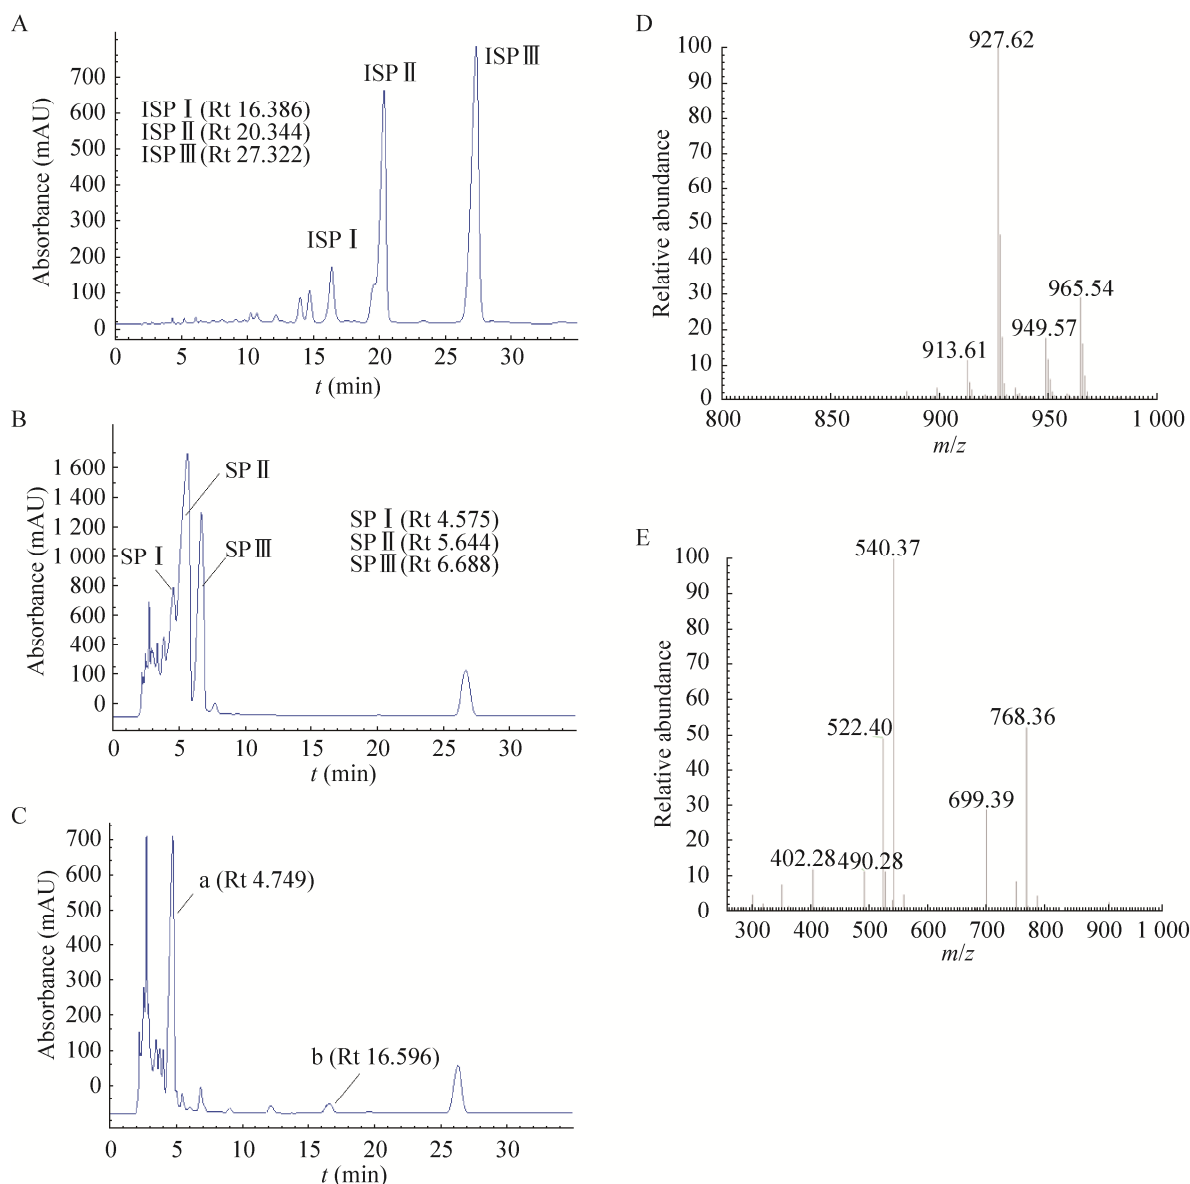 A
ISP Ⅰ (Rt 16.386)
ISP Ⅱ (Rt 20.344)
ISP Ⅲ (Rt 27.322)
ISP Ⅰ
ISP Ⅱ
ISP Ⅲ
Absorbance (mAU)
700
600
500
400
300
200
100
0
0 5 10 15 20 25 30
t (min)
B
SP Ⅰ
SP Ⅱ
SP Ⅲ
SP Ⅰ (Rt 4.575)
SP Ⅱ (Rt 5.644)
SP Ⅲ (Rt 6.688)
Absorbance (mAU)
1 600
1 400
1 200
1 000
800
600
400
100
0
0 5 10 15 20 25 30
t (min)
C
a (Rt 4.749)
b (Rt 16.596)
Absorbance (mAU)
700
600
500
400
300
200
100
0
0 5 10 15 20 25 30
t (min)
D
927.62
965.54
949.57
913.61
Relative abundance
100
90
80
70
60
50
40
30
20
10
0
800 850 900 950 1 000
m/z
E
540.37
522.40
768.36
699.39
402.28
490.28
Relative abundance
100
90
80
70
60
50
40
30
20
10
0
300 400 500 600 700 800 900 1 000
m/z